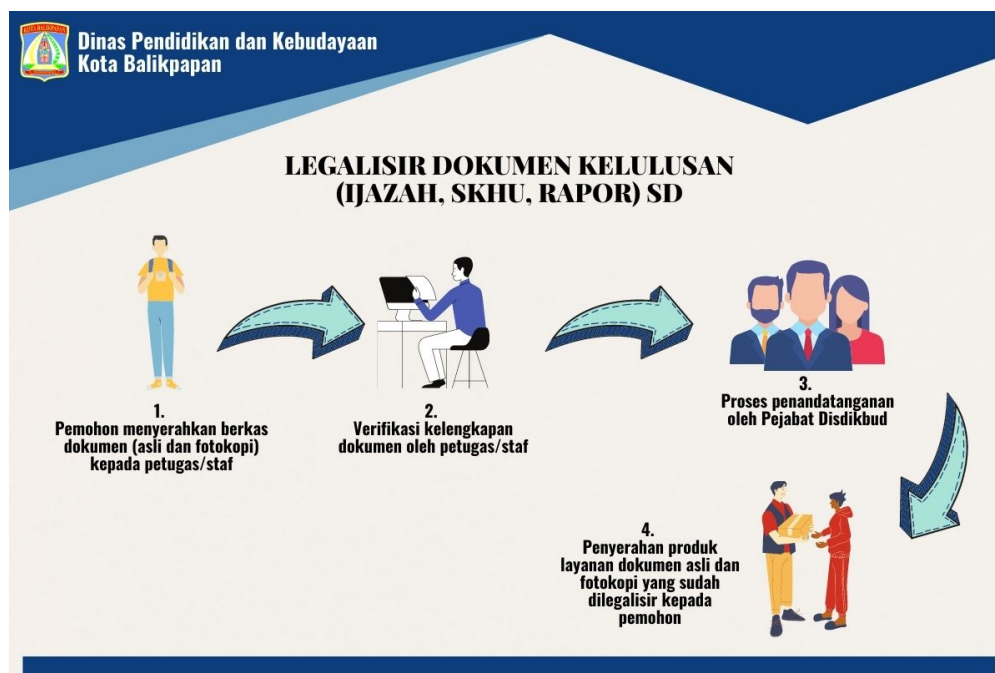 KOTA BALIKPAPAN
Dinas Pendidikan dan Kebudayaan
Kota Balikpapan
LEGALISIR DOKUMEN KELULUSAN
(IJAZAH, SKHU, RAPOR) SD
1.
Pemohon menyerahkan berkas
dokumen (asli dan fotokopi)
kepada petugas/staf
2.
Verifikasi kelengkapan
dokumen oleh petugas/staf
3.
Proses penandatanganan
oleh Pejabat Disdikbud
4.
Penyerahan produk
layanan dokumen asli dan
fotokopi yang sudah
dilegalisir kepada
pemohon